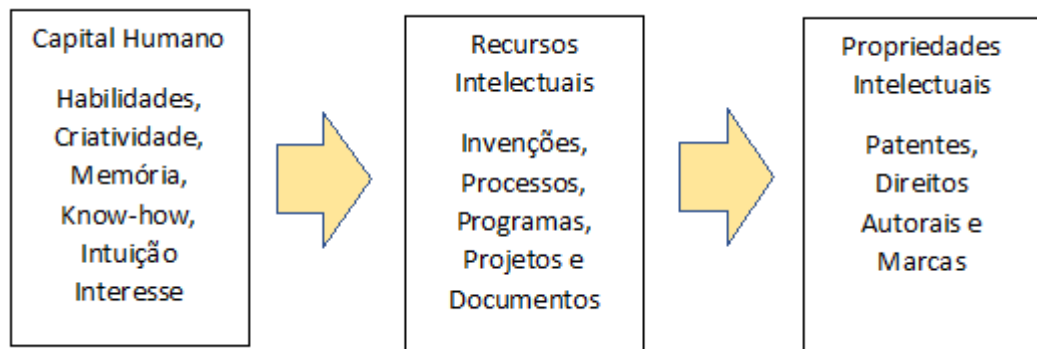 Capital Humano
Habilidades,
Criatividade,
Memória,
Know-how,
Intuição
Interesse
Recursos
Intelectuais
Invenções,
Processos,
Programas,
Projetos e
Documentos
Propriedades
Intelectuais
Patentes,
Direitos
Autorais e
Marcas